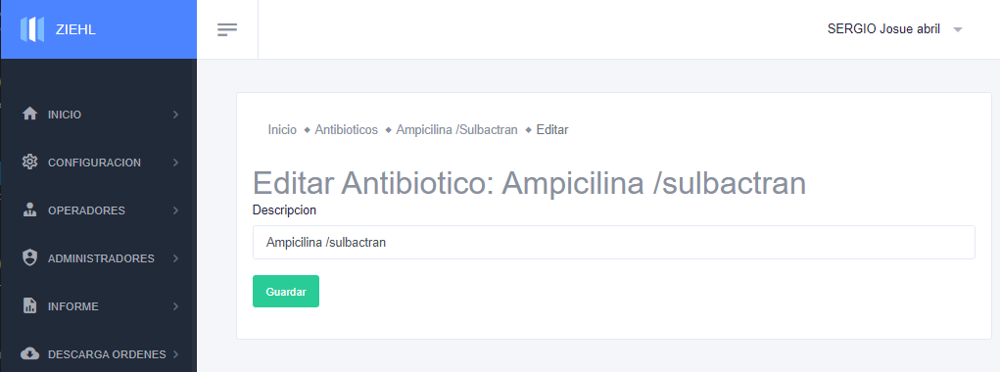 ZIEHL
SERGIO Josue abril
INICIO
CONFIGURACION
OPERADORES
ADMINISTRADORES
INFORME
DESCARGA ORDENES
Inicio ◆ Antibioticos ◆ Ampicilina /Sulbactran ◆ Editar
Editar Antibiotico: Ampicilina /sulbactran
Descripcion
Ampicilina /sulbactran
Guardar